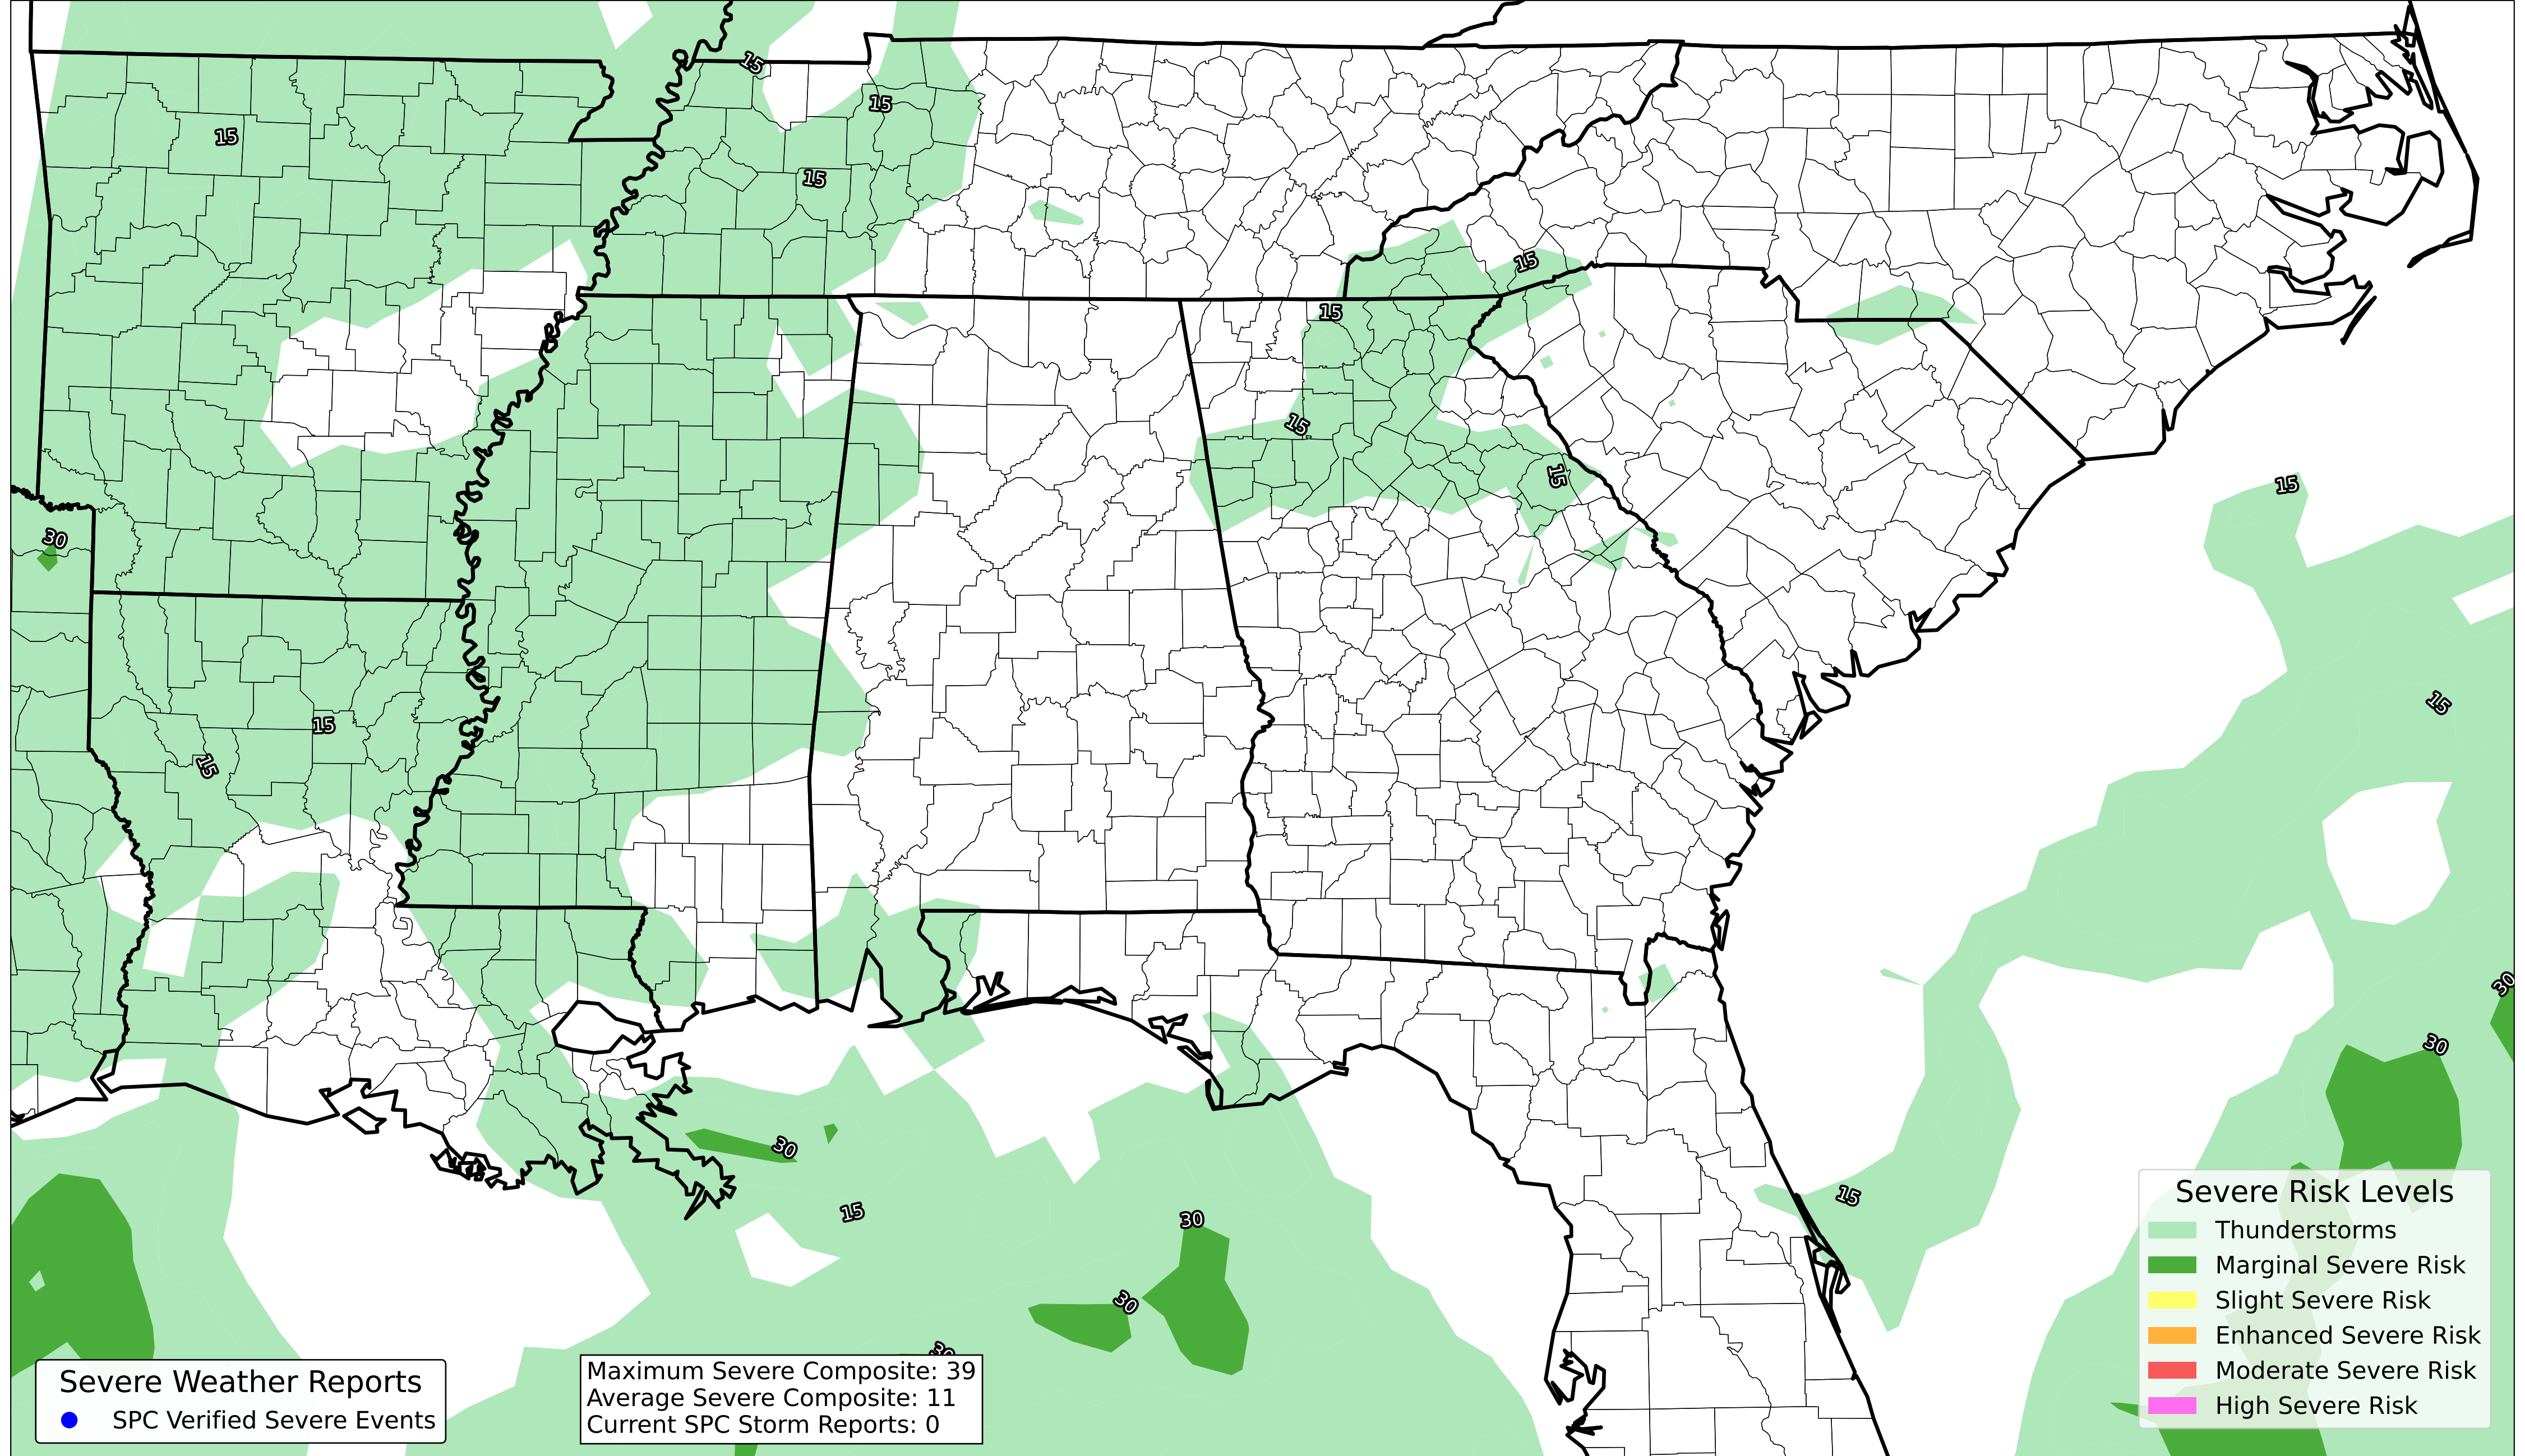 15
15
15
15
15
15
15
15
15
30
15
15
15
30
30
30
15
15
30
30
30
Severe Risk Levels
Thunderstorms
Marginal Severe Risk
Slight Severe Risk
Enhanced Severe Risk
Moderate Severe Risk
High Severe Risk
Severe Weather Reports
SPC Verified Severe Events
Maximum Severe Composite: 39
Average Severe Composite: 11
Current SPC Storm Reports: 0